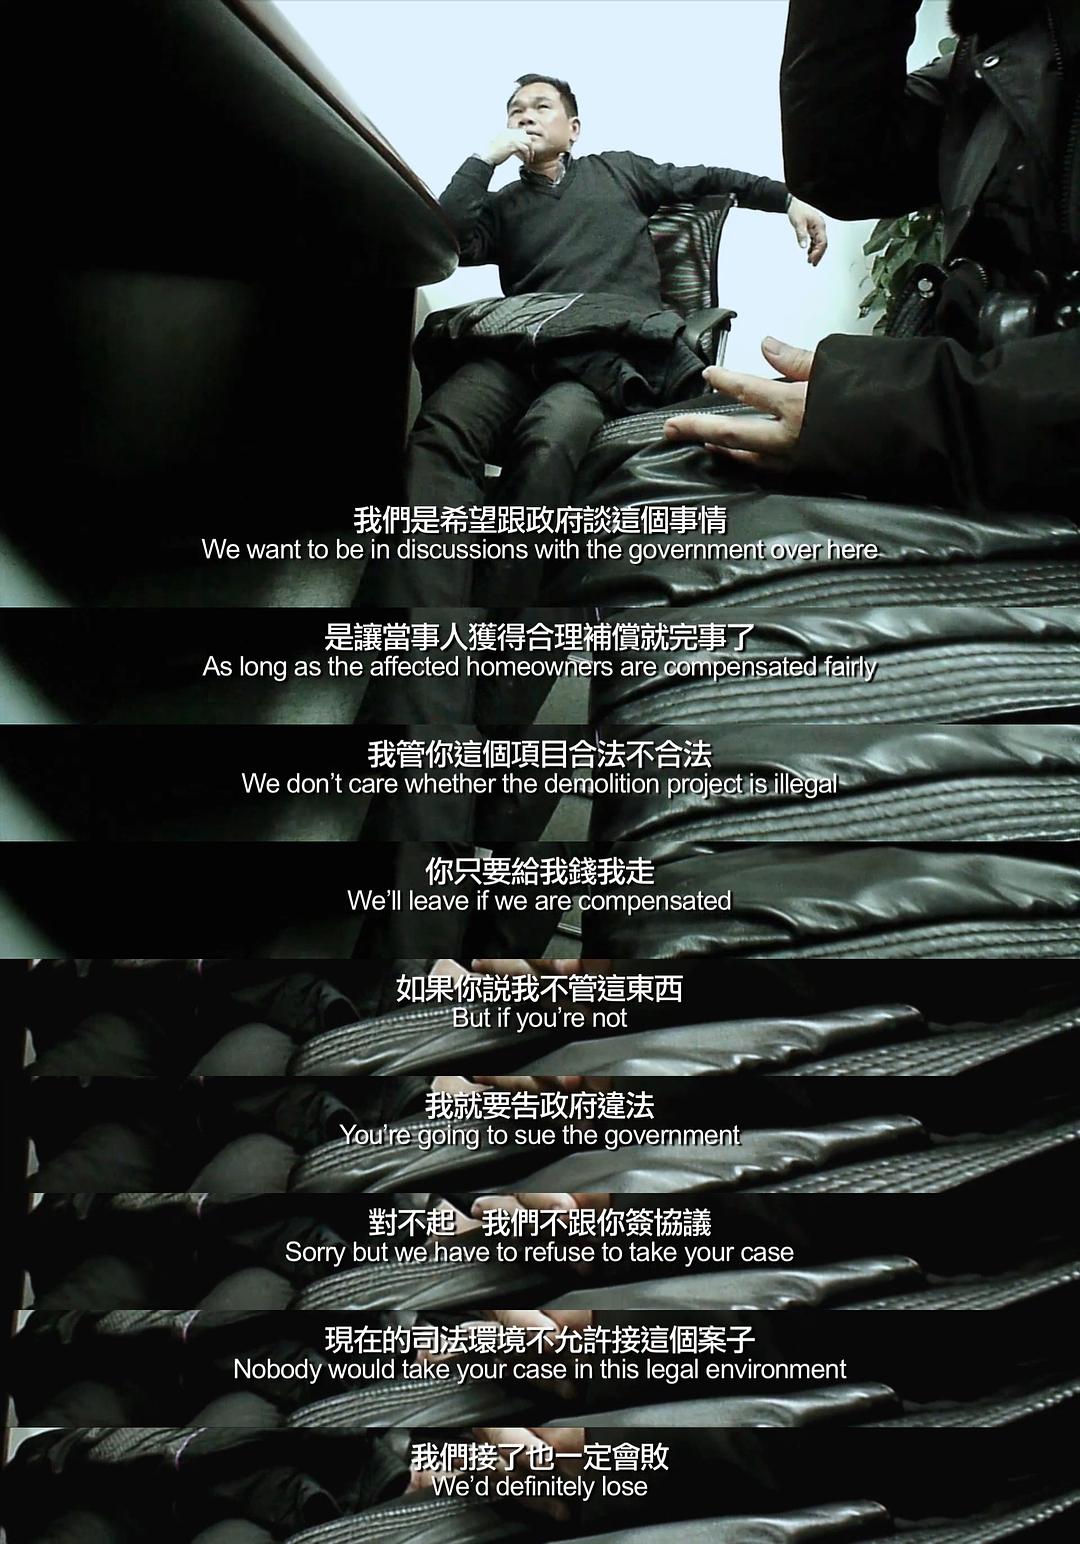 我們是希望跟政府談這個事情
We want to be in discussions with the government over here
是讓當事人獲得合理補償就完事了
As long as the affected homeowners are compensated fairly
我管你這個項目合法不合法
We don't care whether the demolition project is illegal
你只要給我錢我走
We'll leave if we are compensated
如果你説我不管這東西
But if you're not
我就要告政府違法
You're going to sue the government
對不起　我們不跟你簽協議
Sorry but we have to refuse to take your case
現在的司法環境不允許接這個案子
Nobody would take your case in this legal environment
我們接了也一定會敗
We'd definitely lose